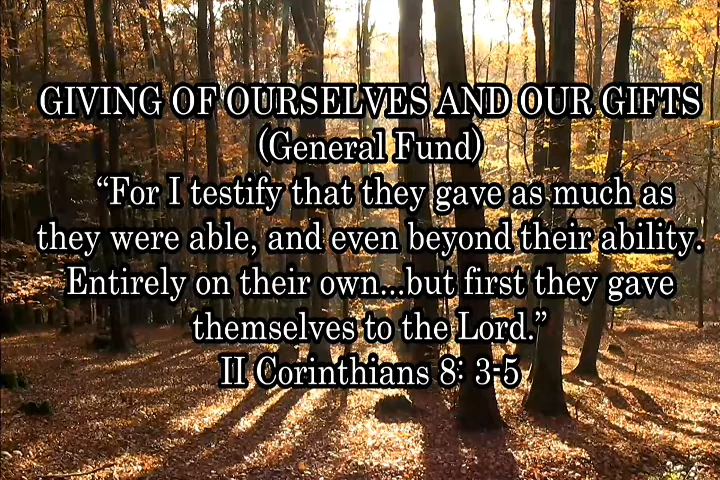 GIVING OF OURSELVES AND OUR GIFTS
(General Fund)
“For I testify that they gave as much as
they were able, and even beyond their ability.
Entirely on their own...but first they gave
themselves to the Lord.”
II Corinthians 8: 3-5